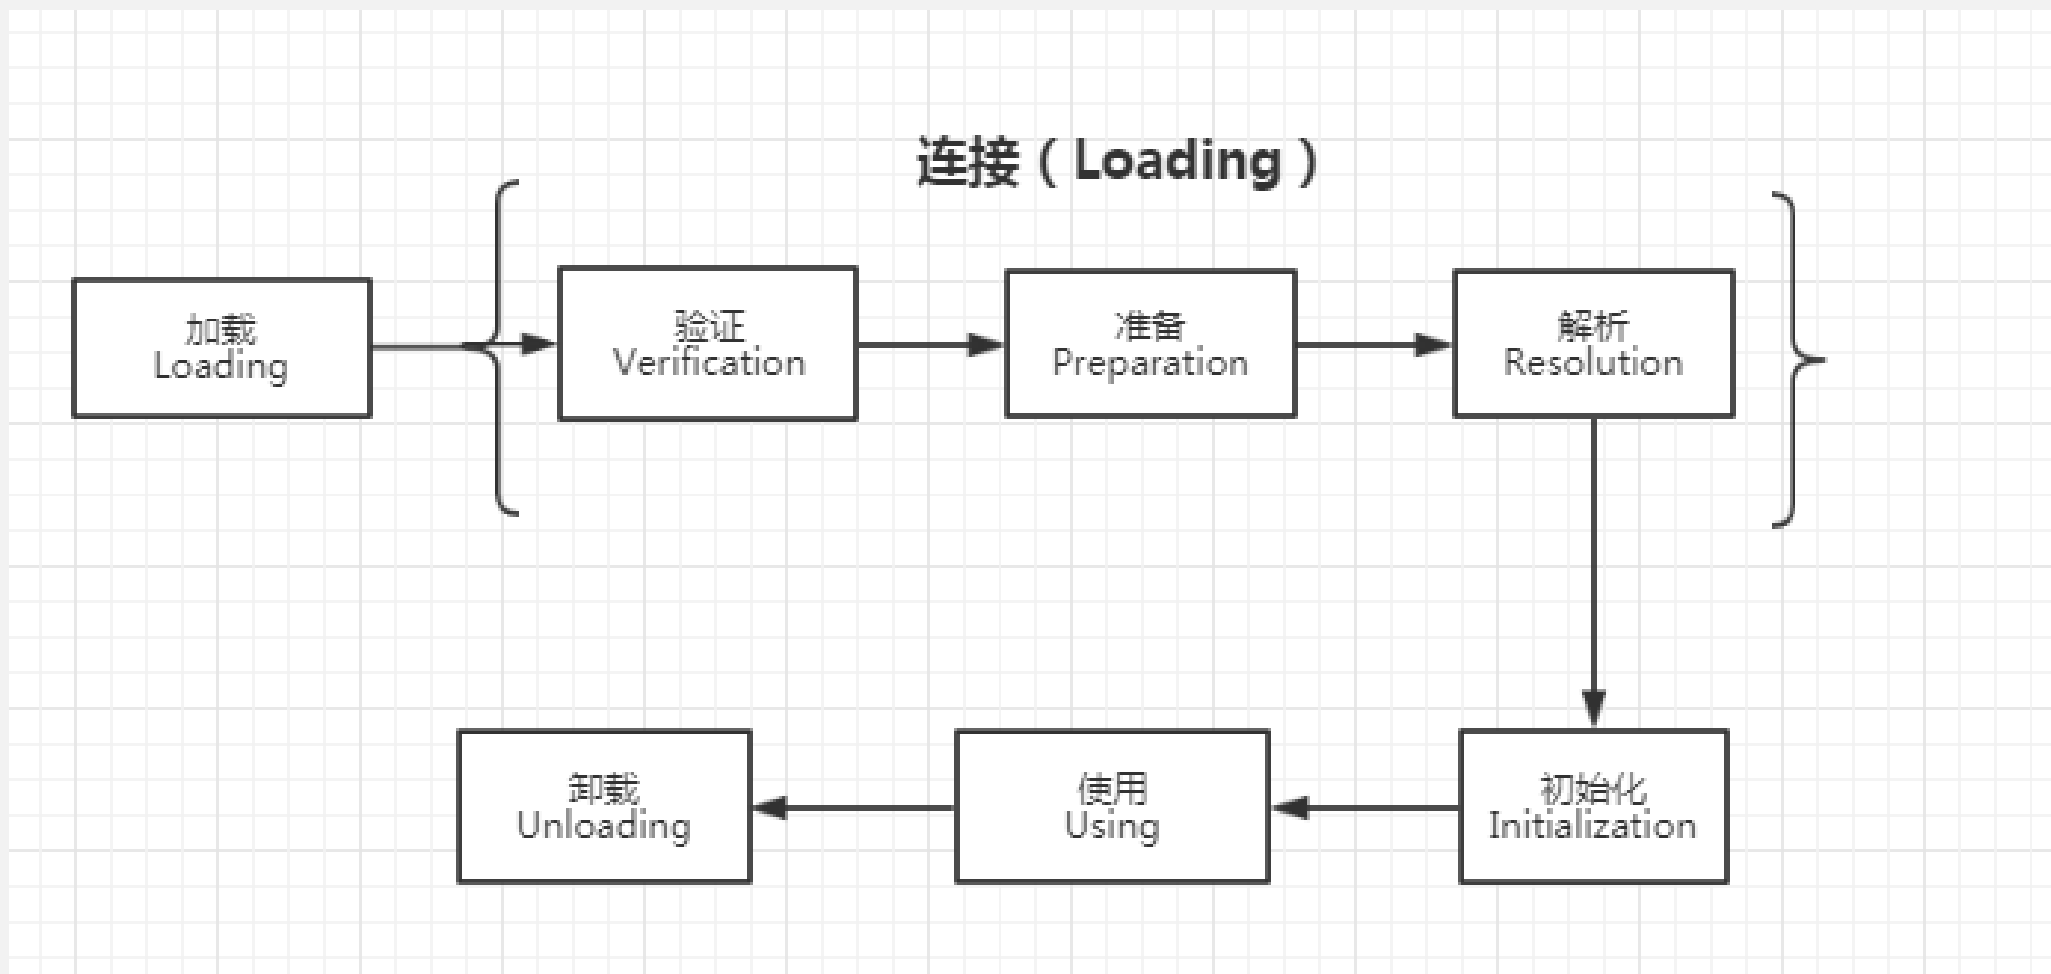 连接（Loading）
加载
Loading
验证
Verification
准备
Preparation
解析
Resolution
卸载
Unloading
使用
Using
初始化
Initialization